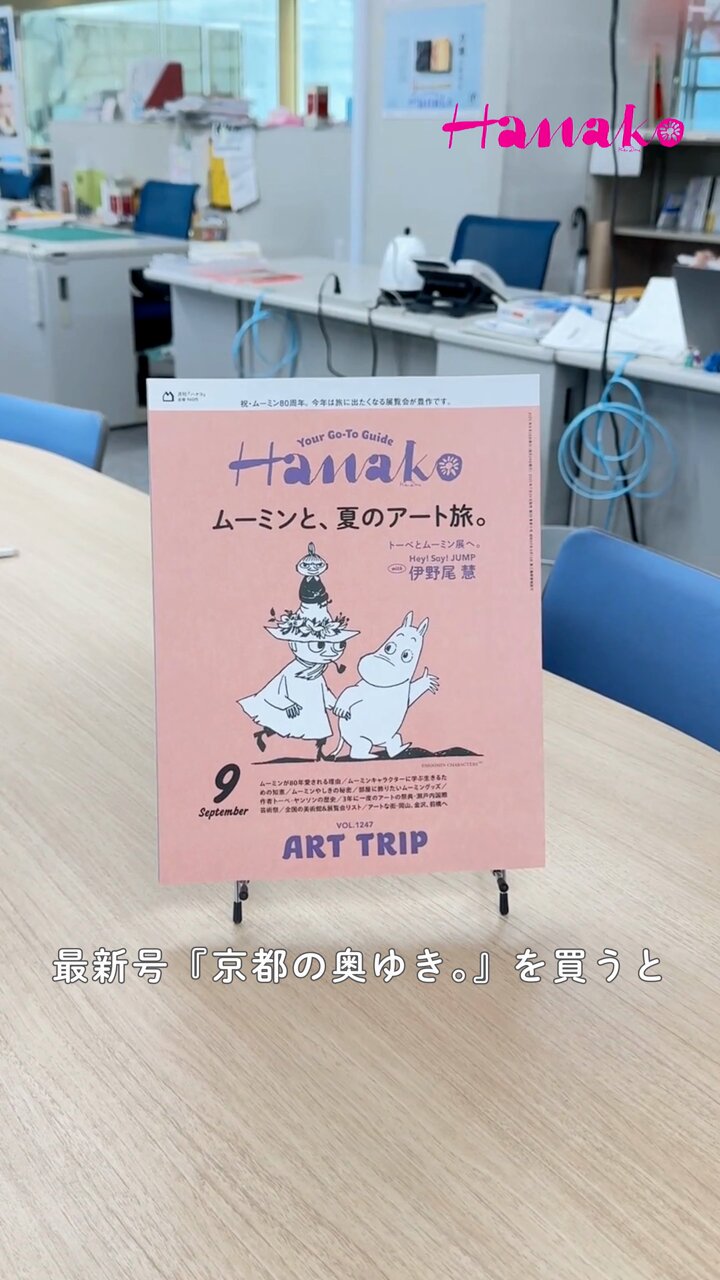 Hanako
月刊『ハナコ』
祝・ムーミン80周年。今年は旅に出たくなる展覧会が豊作です。
Your Go-To Guide
Hanako
ムーミンと、夏のアート旅。
トーベとムーミン展へ。
Hey! Say! JUMP
with 伊野尾 慧
©MOOMIN CHARACTERS™
9
September
ムーミンが80年愛される理由／ムーミンキャラクターに学ぶ生きるた
めの知恵／ムーミンやしきの秘密／部屋に飾りたいムーミングッズ／
作者トーベ・ヤンソンの歴史／3年に一度のアートの祭典・瀬戸内国際
芸術祭／全国の美術館&展覧会リスト／アートな街・岡山、金沢、前橋へ
VOL.1247
ART TRIP
最新号『京都の奥ゆき。』を買うと